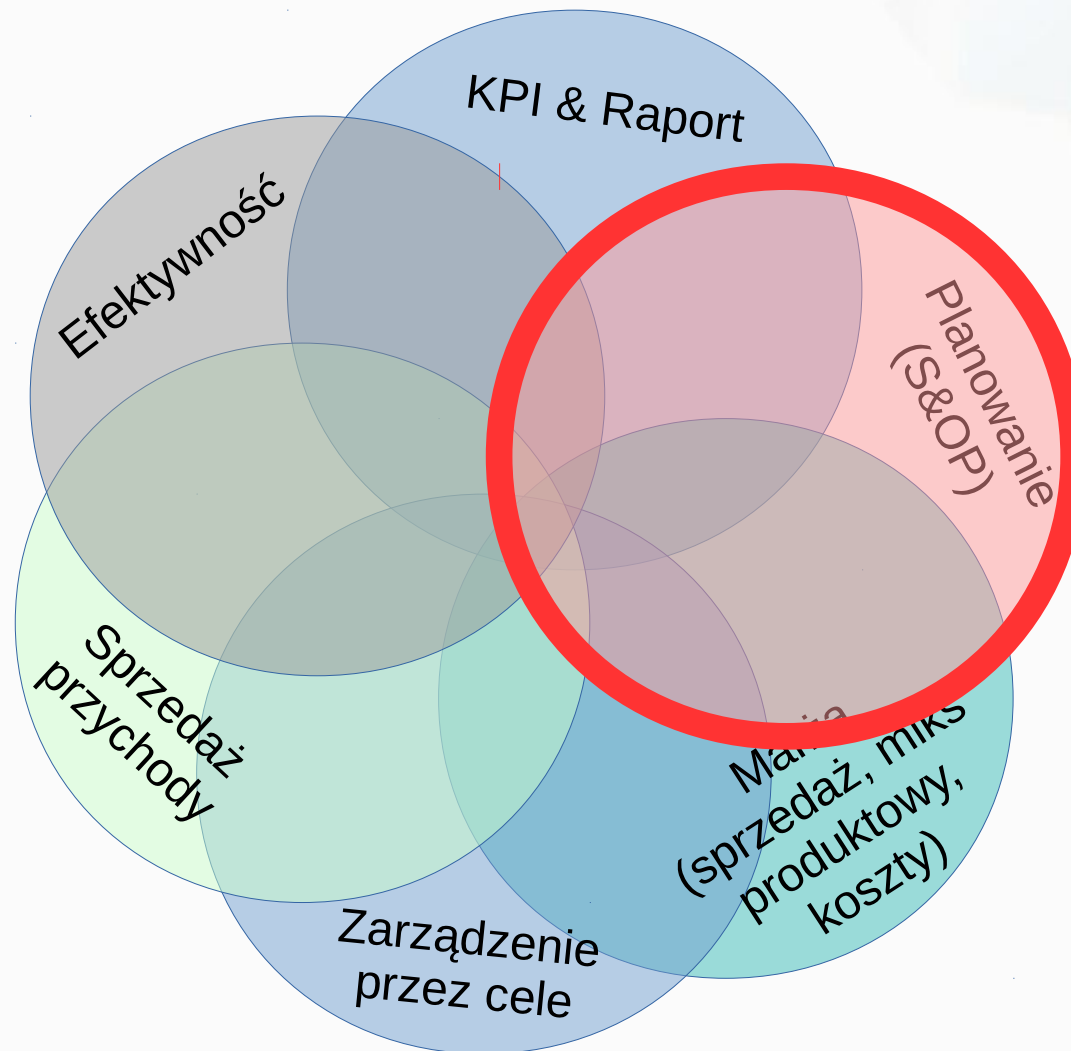 KPI & Raport
Efektywność
Planowanie
(S&OP)
Sprzedaż
przychody
(sprzedaż, miks
produktowy,
koszty)
Zarządzenie
przez cele